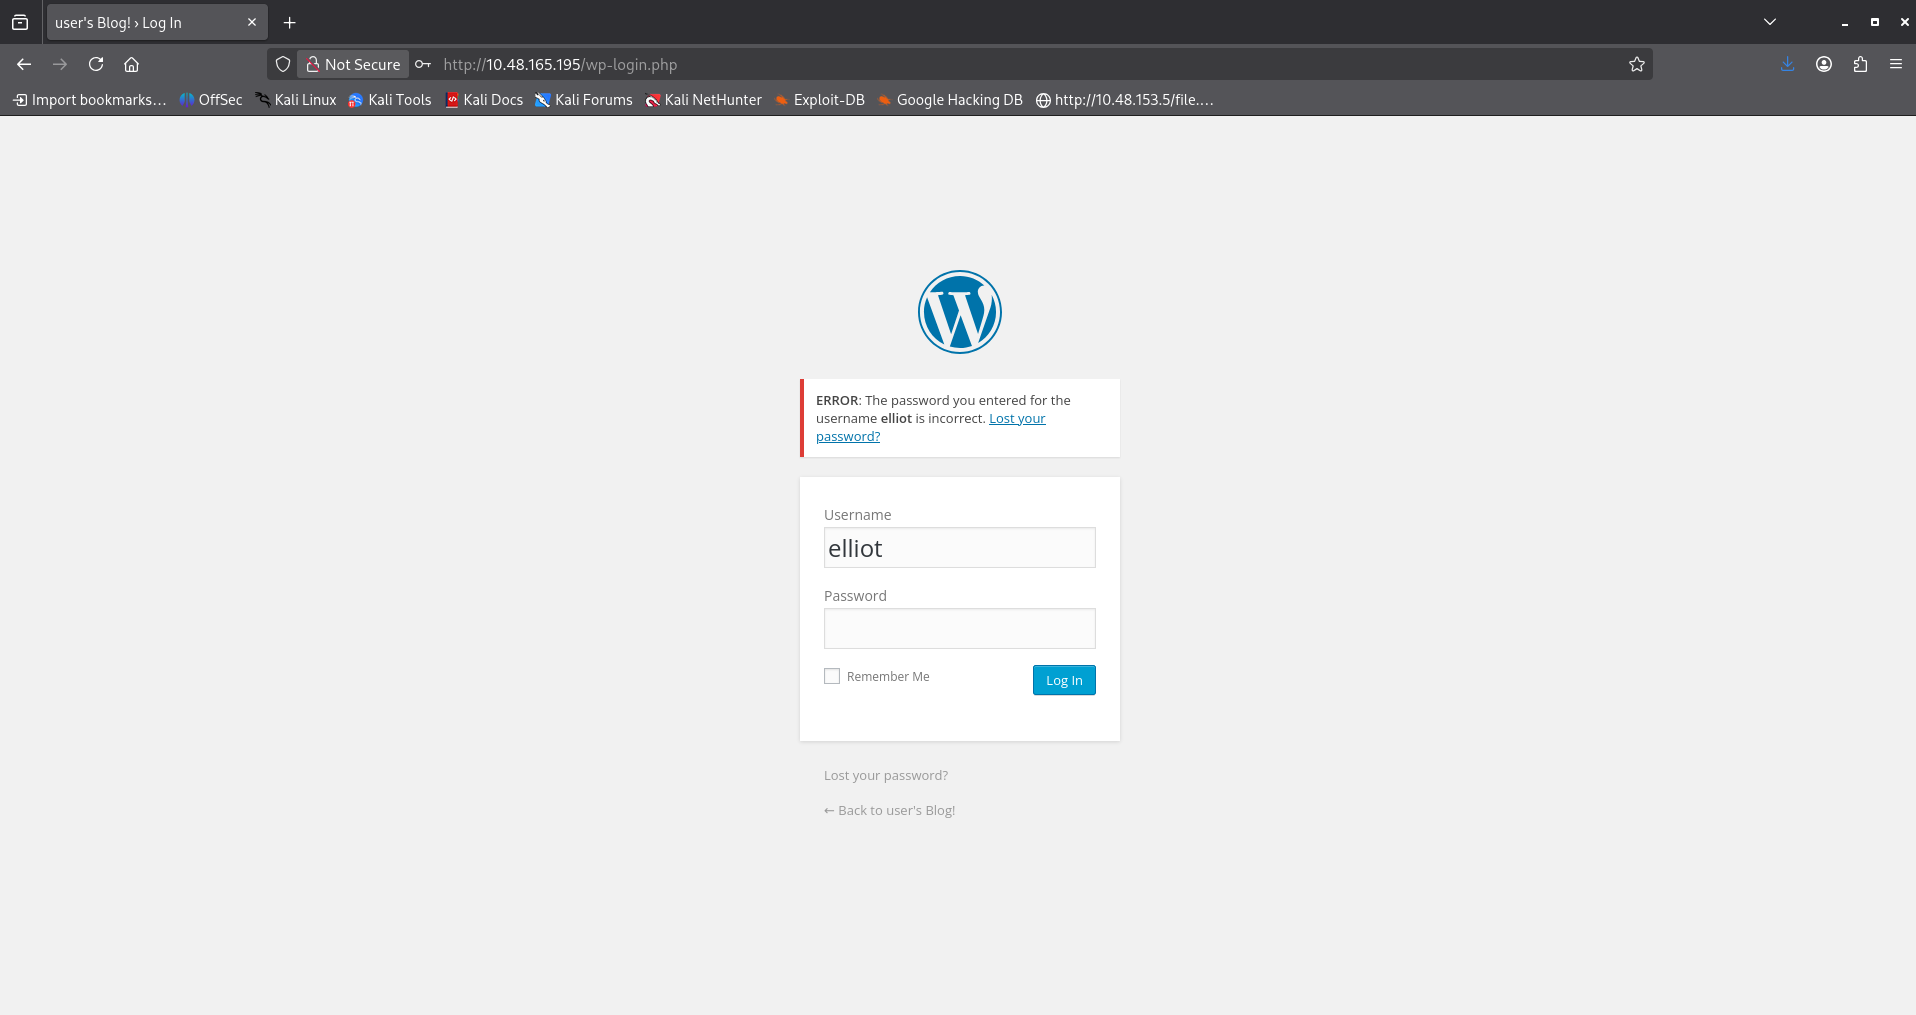 user's Blog! › Log In
Not Secure
http://10.48.165.195/wp-login.php
Import bookmarks… OffSec Kali Linux Kali Tools Kali Docs Kali Forums Kali NetHunter Exploit-DB Google Hacking DB http://10.48.153.5/file.…
ERROR: The password you entered for the
username elliot is incorrect. Lost your
password?
Username
elliot
Password
Remember Me
Log In
Lost your password?
← Back to user's Blog!